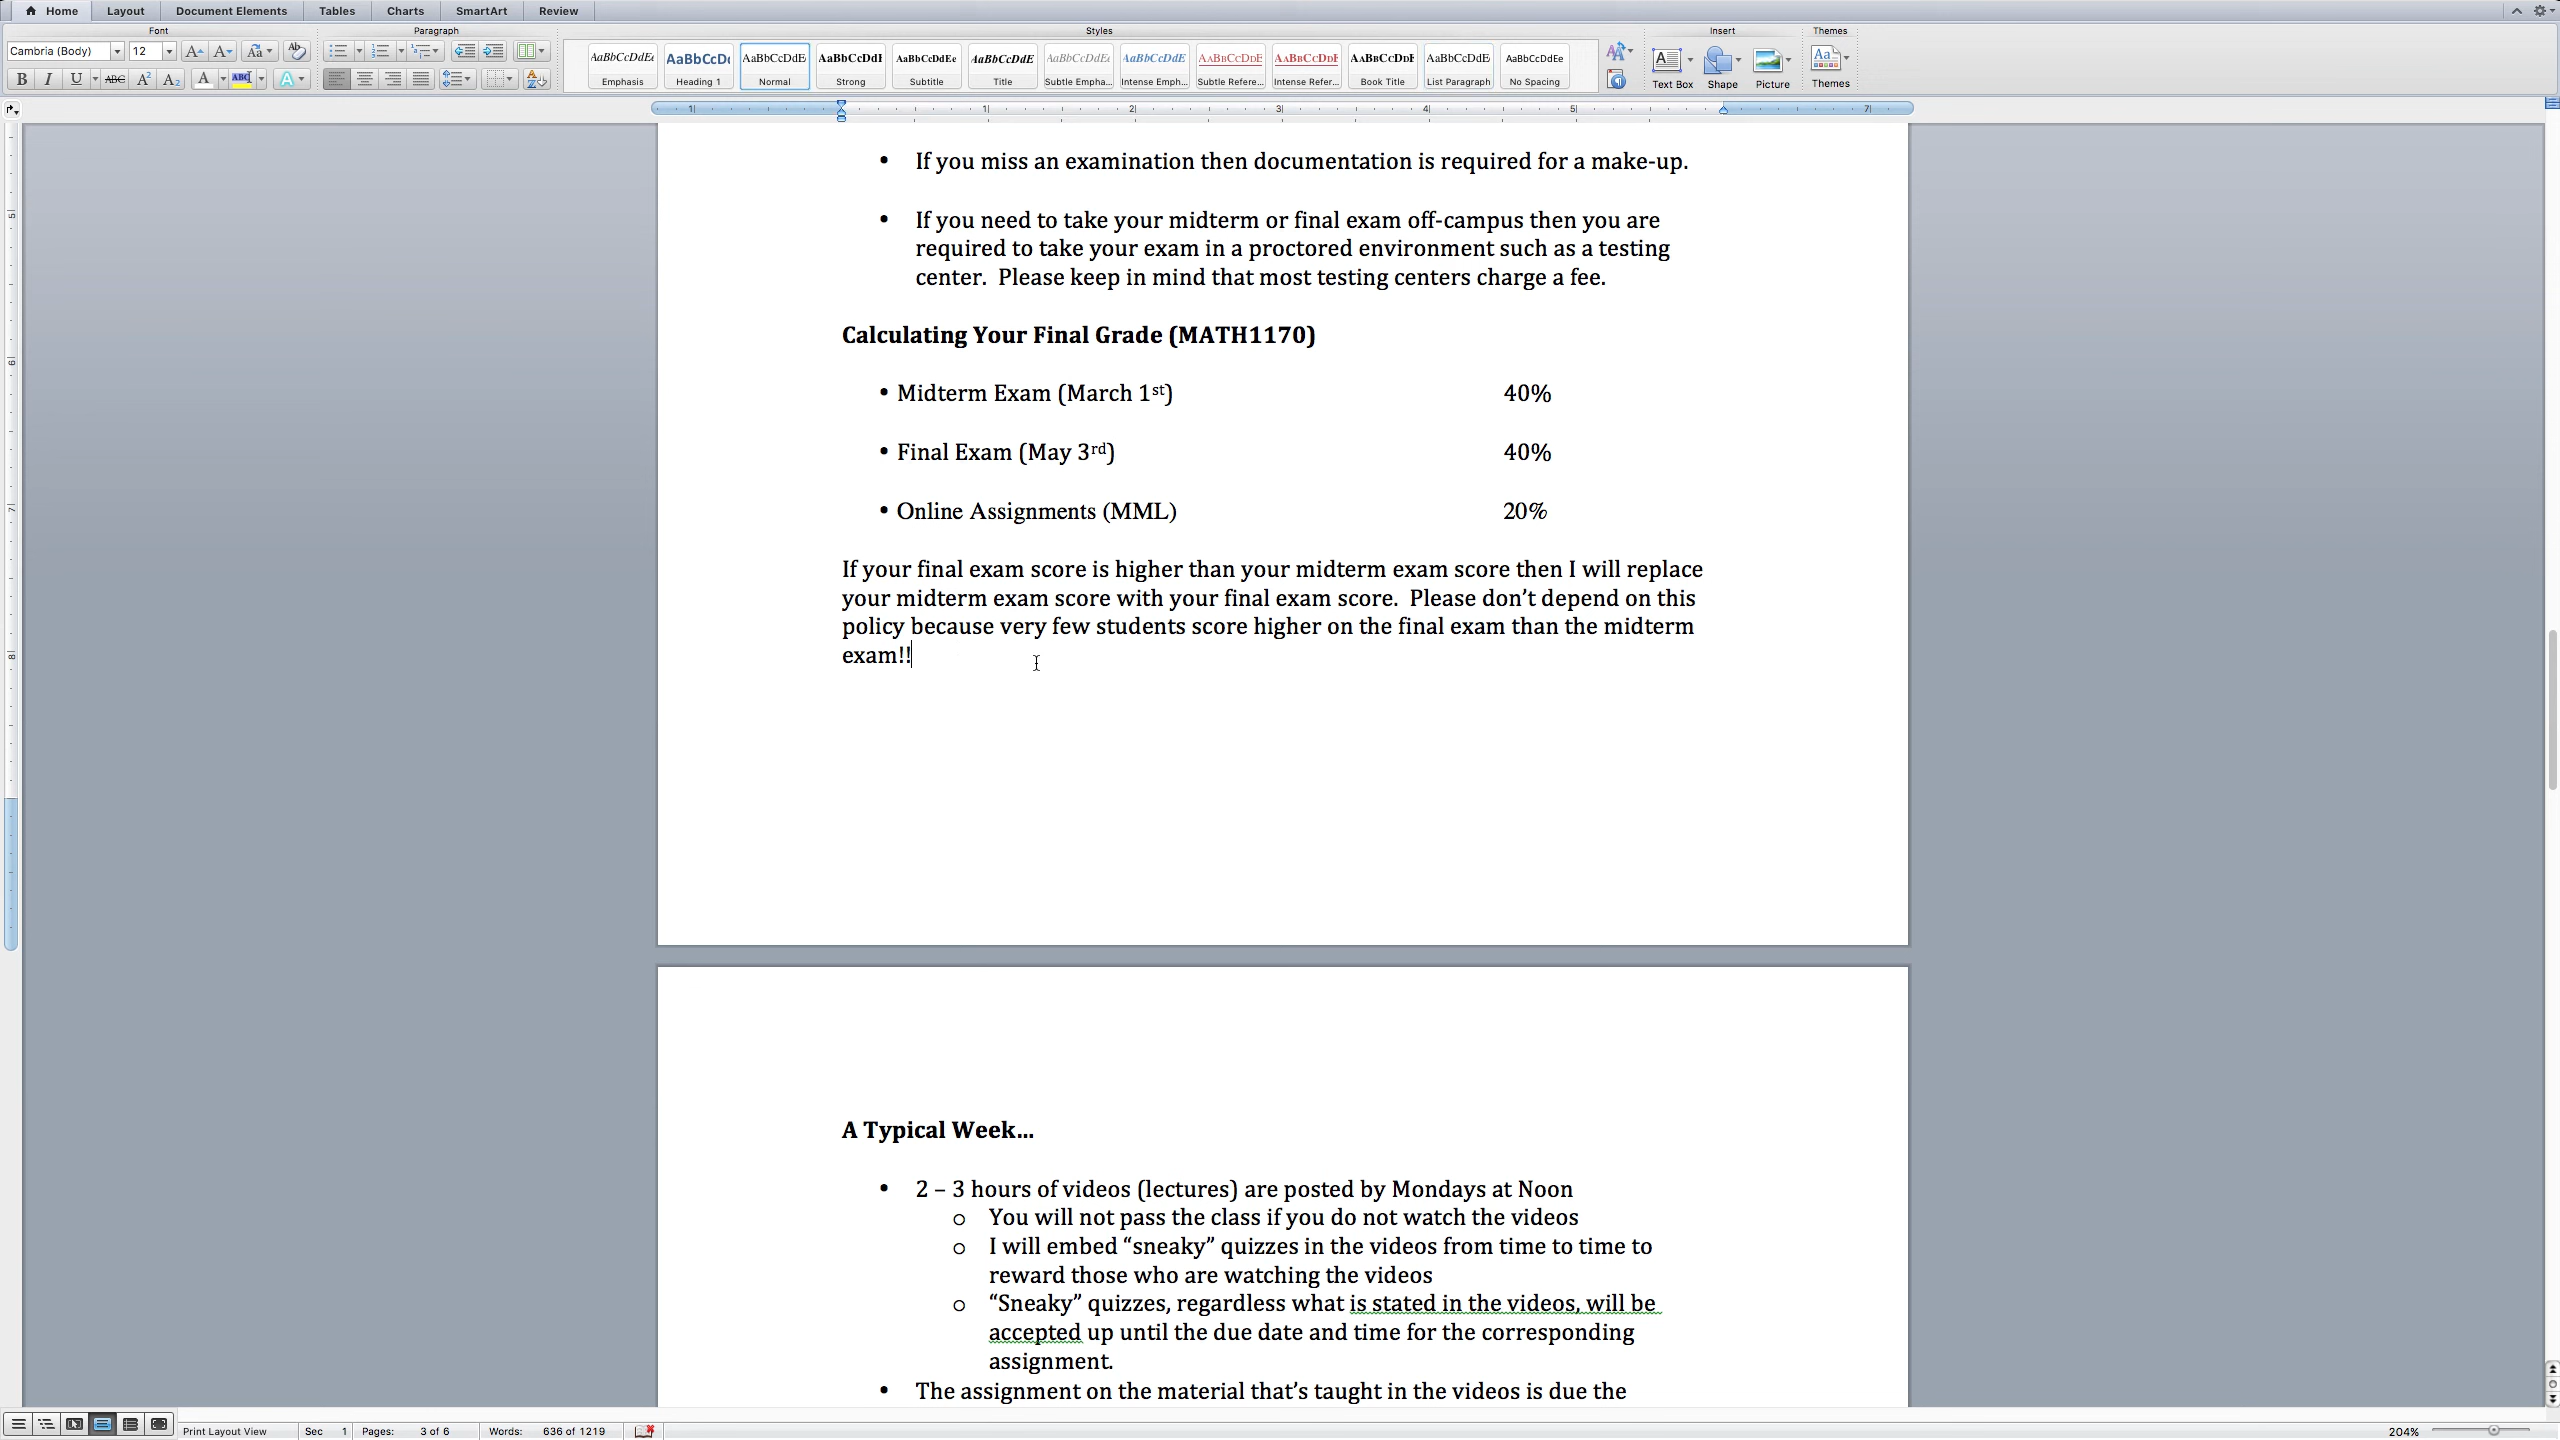 Home Layout Document Elements Tables Charts SmartArt Review
Font Paragraph Styles Insert Themes
Cambria (Body) 12
AaBbCcDdEe AaBbCcDc AaBbCcDdE AaBbCcDdE AaBbCcDdEe AaBbCcDdE AaBbCcDdEe AaBbCcDdE AaBbCcDdE AaBbCcDdE AaBbCcDdE AaBbCcDdE AaBbCcDdEe
Emphasis Heading 1 Normal Strong Subtitle Title Subtle Empha... Intense Emph... Subtle Refere... Intense Refer... Book Title List Paragraph No Spacing
Text Box Shape Picture Themes
• If you miss an examination then documentation is required for a make-up.
• If you need to take your midterm or final exam off-campus then you are
required to take your exam in a proctored environment such as a testing
center. Please keep in mind that most testing centers charge a fee.
Calculating Your Final Grade (MATH1170)
• Midterm Exam (March 1st) 40%
• Final Exam (May 3rd) 40%
• Online Assignments (MML) 20%
If your final exam score is higher than your midterm exam score then I will replace
your midterm exam score with your final exam score. Please don’t depend on this
policy because very few students score higher on the final exam than the midterm
exam!!
A Typical Week...
• 2 – 3 hours of videos (lectures) are posted by Mondays at Noon
o You will not pass the class if you do not watch the videos
o I will embed “sneaky” quizzes in the videos from time to time to
reward those who are watching the videos
o “Sneaky” quizzes, regardless what is stated in the videos, will be
accepted up until the due date and time for the corresponding
assignment.
• The assignment on the material that’s taught in the videos is due the
Print Layout View Sec 1 Pages: 3 of 6 Words: 636 of 1219 204%